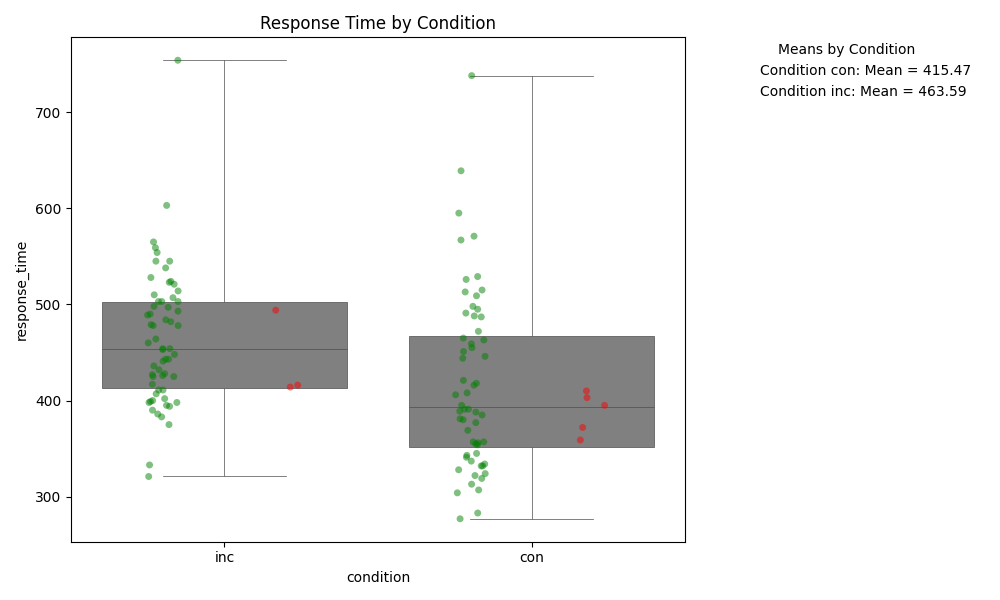 Response Time by Condition
Means by Condition
Condition con: Mean = 415.47
Condition inc: Mean = 463.59
response_time
700
600
500
400
300
inc
con
condition